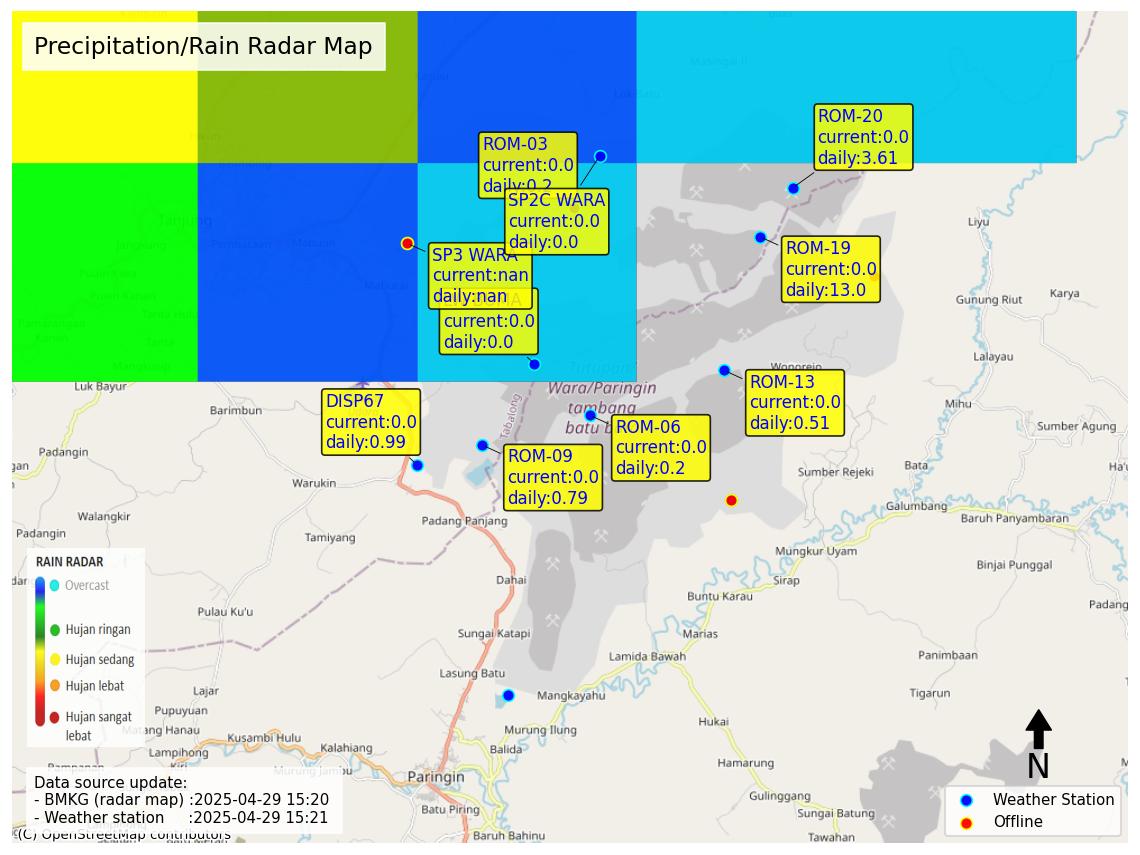 Precipitation/Rain Radar Map
Masingai II
Luk Batu
ROM-20
current:0.0
daily:3.61
ROM-03
current:0.0
daily:0.2
SP2C WARA
current:0.0
daily:0.0
Tanjung
Liyu
SP3 WARA
current:nan
daily:nan
ROM-19
current:0.0
daily:13.0
Mabuun
Gunung Riut
Karya
current:0.0
daily:0.0
Lalayau
Tutupan
Wara/Paringin
tambang
batu b
Wonorejo
Luk Bayur
Barimbun
Tabalong
DISP67
current:0.0
daily:0.99
ROM-13
current:0.0
daily:0.51
Mihu
Sumber Agung
ROM-06
current:0.0
daily:0.2
ROM-09
current:0.0
daily:0.79
Padangin
Warukin
Sumber Rejeki
Bata
Galumbang
Baruh Panyambaran
Walangkir
Padangin
Tamiyang
Padang Panjang
Mungkur Uyam
Binjai Punggal
Dahai
Sirap
Buntu Karau
Padang
RAIN RADAR
Overcast
Hujan ringan
Hujan sedang
Hujan lebat
Hujan sangat
lebat
Pulau Ku'u
Sungai Katapi
Marias
Lamida Bawah
Panimbaan
Lasung Batu
Mangkayahu
Tigarun
Lajar
Pupuyuan
Matang Hanau
Lampihong
Kusambi Hulu
Kalahiang
Murung Jambu
Murung Ilung
Balida
Hukai
Hamarung
Paringin
Batu Piring
Gulinggang
Sungai Batung
Tawahan
Baruh Bahinu
N
Data source update:
- BMKG (radar map) :2025-04-29 15:20
- Weather station :2025-04-29 15:21
(C) OpenStreetMap contributors
Weather Station
Offline